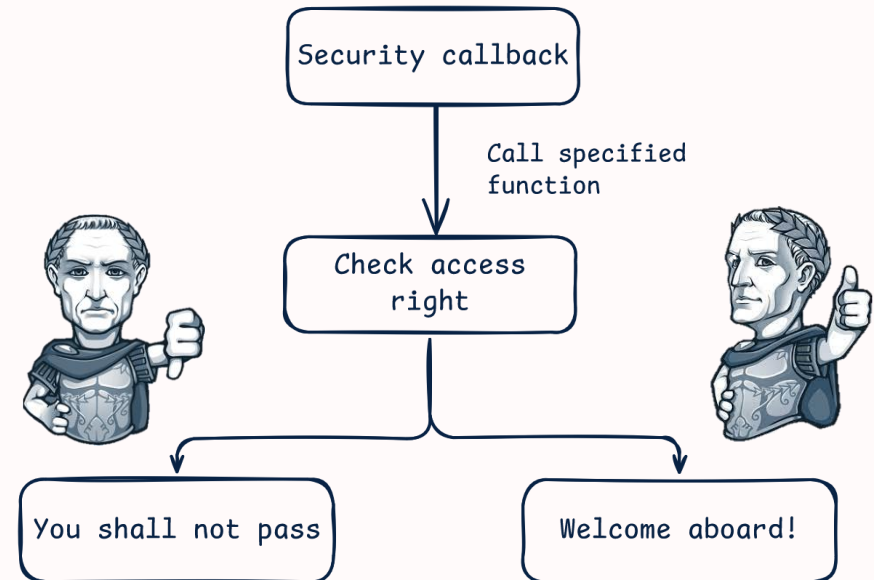 Security callback
Call specified
function
Check access
right
You shall not pass
Welcome aboard!